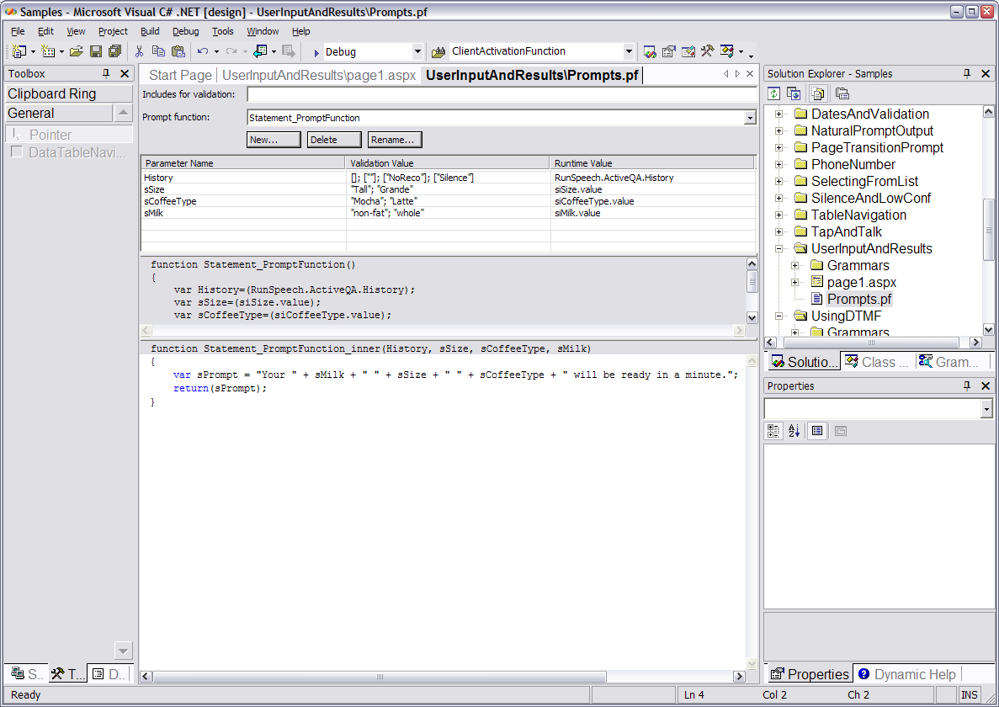 Samples - Microsoft Visual C# .NET [design] - UserInputAndResults\Prompts.pf
File Edit View Project Build Debug Tools Window Help
Debug ClientActivationFunction
Toolbox
Clipboard Ring
General
Pointer
DataTableNavi...
S... T... D...
Start Page UserInputAndResults\page1.aspx UserInputAndResults\Prompts.pf
Includes for validation:
Prompt function: Statement_PromptFunction
New... Delete Rename...
Parameter Name Validation Value Runtime Value
History []; [""]; ["NoReco"]; ["Silence"] RunSpeech.ActiveQA.History
sSize "Tall"; "Grande" siSize.value
sCoffeeType "Mocha"; "Latte" siCoffeeType.value
sMilk "non-fat"; "whole" siMilk.value
function Statement_PromptFunction()
{
var History=(RunSpeech.ActiveQA.History);
var sSize=(siSize.value);
var sCoffeeType=(siCoffeeType.value);
function Statement_PromptFunction_inner(History, sSize, sCoffeeType, sMilk)
{
var sPrompt = "Your " + sMilk + " " + sSize + " " + sCoffeeType + " will be ready in a minute.";
return(sPrompt);
}
Solution Explorer - Samples
DatesAndValidation
NaturalPromptOutput
PageTransitionPrompt
PhoneNumber
SelectingFromList
SilenceAndLowConf
TableNavigation
TapAndTalk
UserInputAndResults
Grammars
page1.aspx
Prompts.pf
UsingDTMF
Grammars
Solutio... Class ... Gram...
Properties
Properties Dynamic Help
Ready Ln 4 Col 2 Ch 2 INS